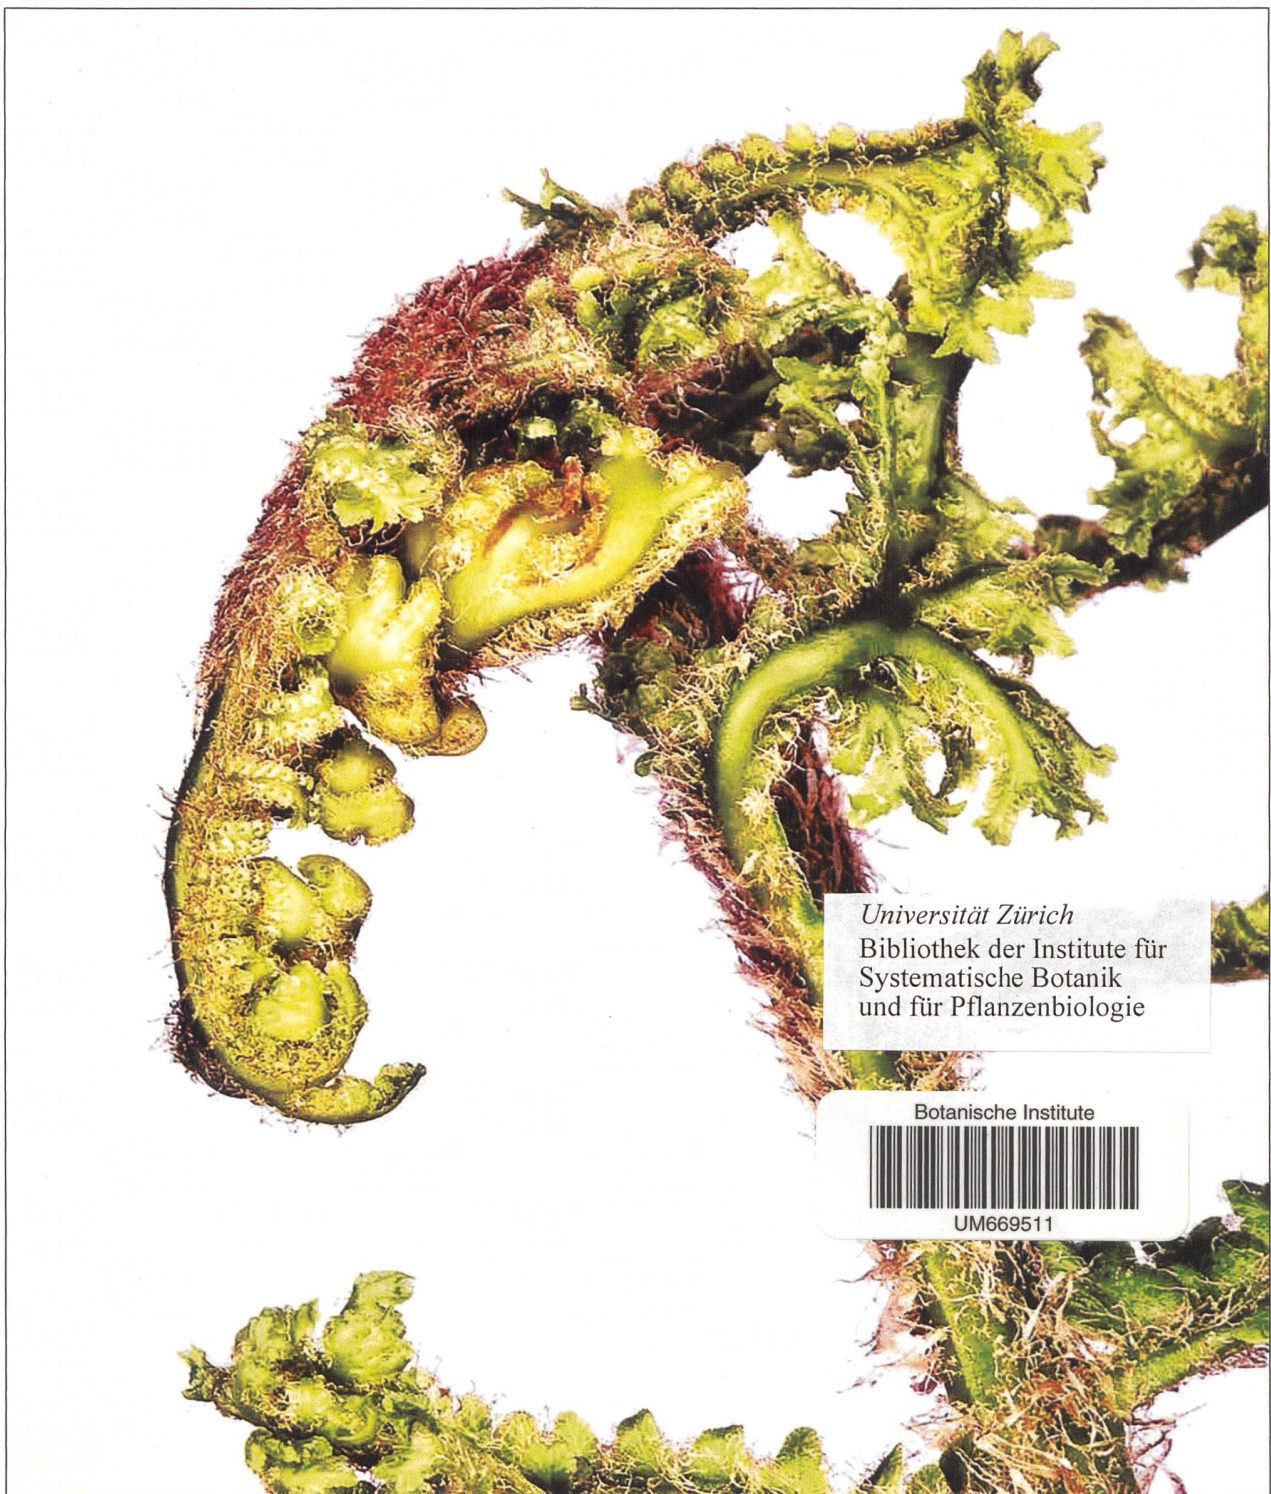 Universität Zürich
Bibliothek der Institute für
Systematische Botanik
und für Pflanzenbiologie
Botanische Institute
UM669511